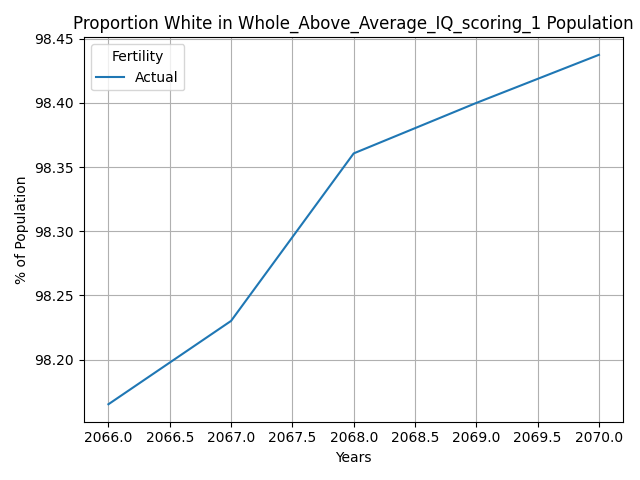 Proportion White in Whole_Above_Average_IQ_scoring_1 Population
98.45
98.40
98.35
98.30
98.25
98.20
% of Population
Fertility
Actual
2066.0 2066.5 2067.0 2067.5 2068.0 2068.5 2069.0 2069.5 2070.0
Years